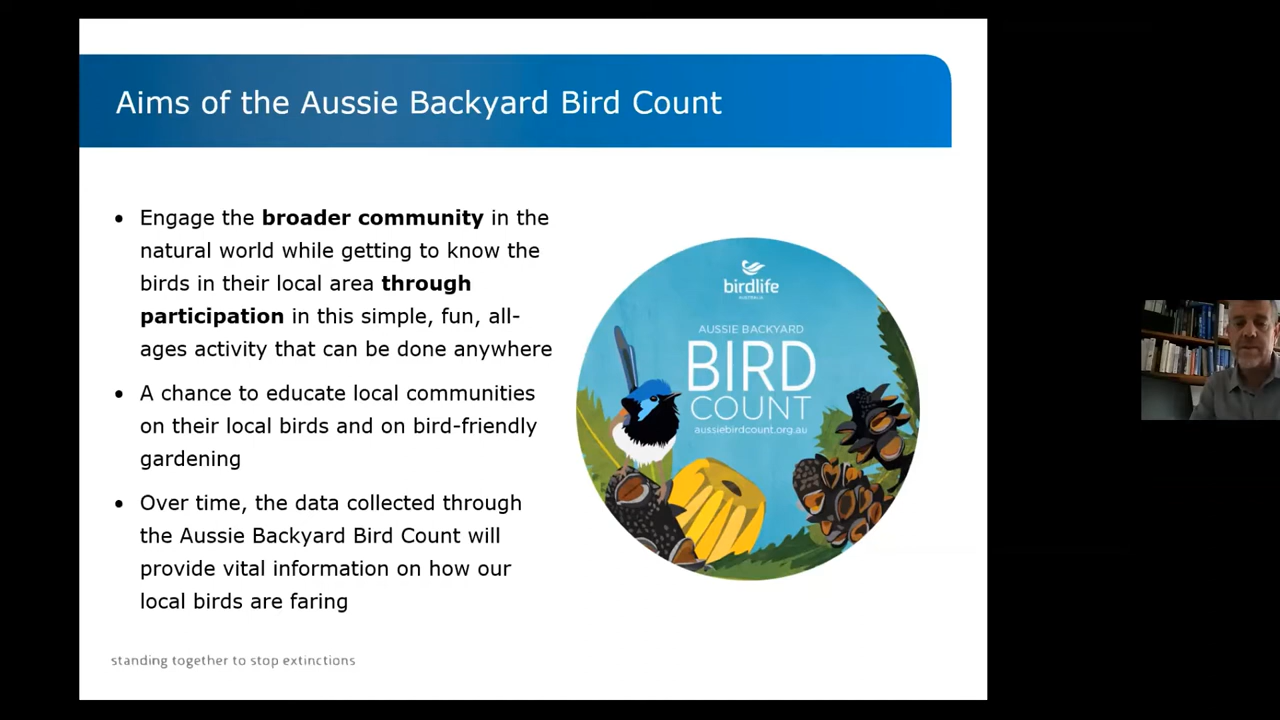 Aims of the Aussie Backyard Bird Count
• Engage the broader community in the
natural world while getting to know the
birds in their local area through
participation in this simple, fun, all-
ages activity that can be done anywhere
• A chance to educate local communities
on their local birds and on bird-friendly
gardening
• Over time, the data collected through
the Aussie Backyard Bird Count will
provide vital information on how our
local birds are faring
birdlife
AUSTRALIA
AUSSIE BACKYARD
BIRD
COUNT
aussiebirdcount.org.au
standing together to stop extinctions